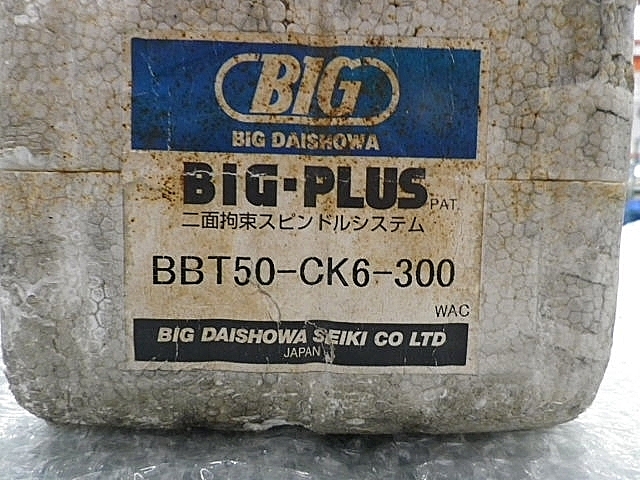 BIG
BIG DAISHOWA
BIG-PLUS PAT.
二面拘束スピンドルシステム
BBT50-CK6-300
WAC
BIG DAISHOWA SEIKI CO LTD
JAPAN